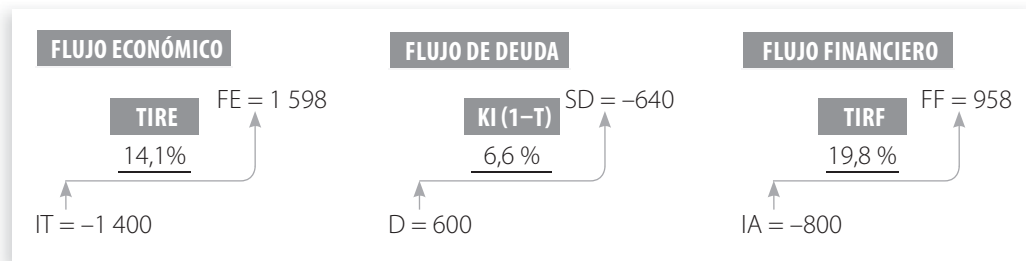 FLUJO ECONÓMICO
TIRE
FE = 1 598
14,1%
IT = –1 400
FLUJO DE DEUDA
KI (1–T)
SD = –640
6,6 %
D = 600
FLUJO FINANCIERO
TIRF
FF = 958
19,8 %
IA = –800